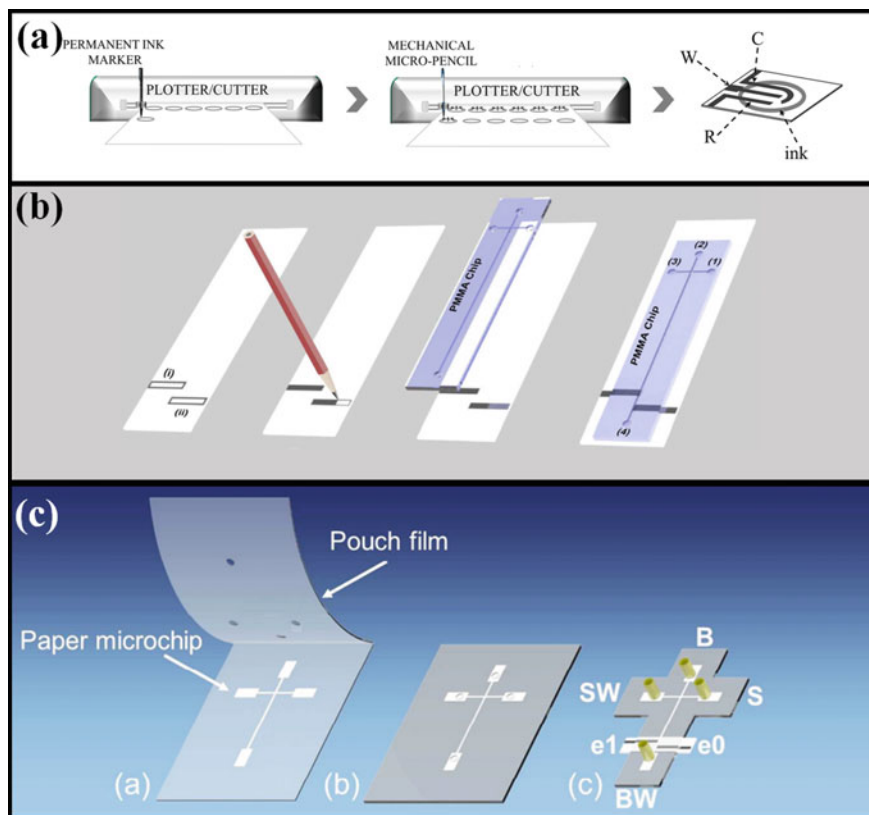 (a)
PERMANENT INK
MARKER
PLOTTER/CUTTER
MECHANICAL
MICRO-PENCIL
PLOTTER/CUTTER
W
C
R
ink
(b)
(i)
(ii)
PMMA Chip
(2)
(3)
(1)
PMMA Chip
(4)
(c)
Pouch film
Paper microchip
B
SW
S
e1
e0
BW
(a)
(b)
(c)